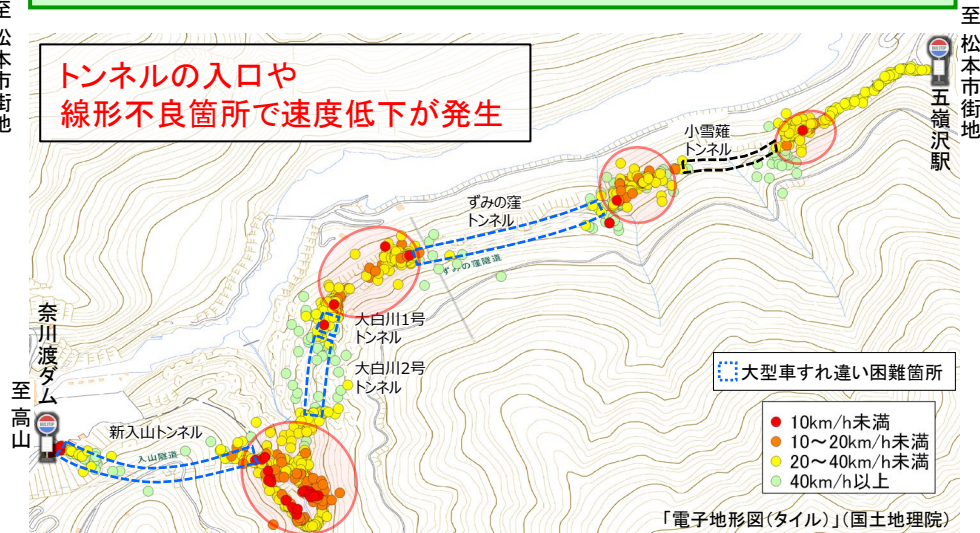 至 松本市街地
至 松本市街地
トンネルの入口や
線形不良箇所で速度低下が発生
五嶺沢駅
小雪薙
トンネル
ずみの窪
トンネル
ずみの窪隧道
大白川1号
トンネル
大白川2号
トンネル
奈川渡ダム
至 高山
新入山トンネル
入山隧道
大型車すれ違い困難箇所
10km/h未満
10～20km/h未満
20～40km/h未満
40km/h以上
「電子地形図(タイル)」(国土地理院)